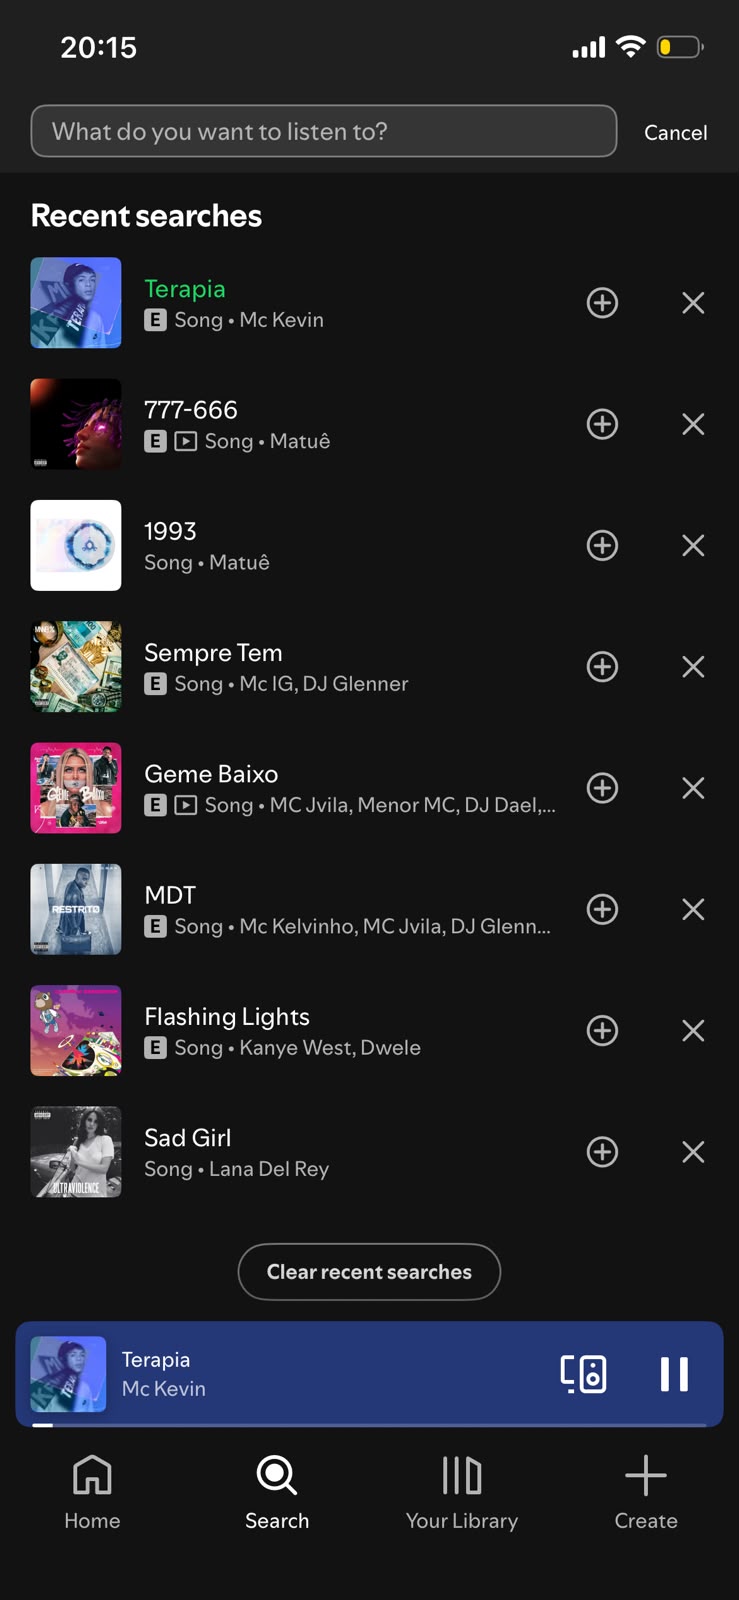 20:15
What do you want to listen to?
Cancel
Recent searches
Terapia
E Song • Mc Kevin
777-666
E Song • Matuê
1993
Song • Matuê
Sempre Tem
E Song • Mc IG, DJ Glenner
Geme Baixo
E Song • MC Jvila, Menor MC, DJ Dael,...
MDT
RESTRITO
E Song • Mc Kelvinho, MC Jvila, DJ Glenn...
Flashing Lights
E Song • Kanye West, Dwele
Sad Girl
Song • Lana Del Rey
ULTRAVIOLENCE
Clear recent searches
Terapia
Mc Kevin
Home
Search
Your Library
Create